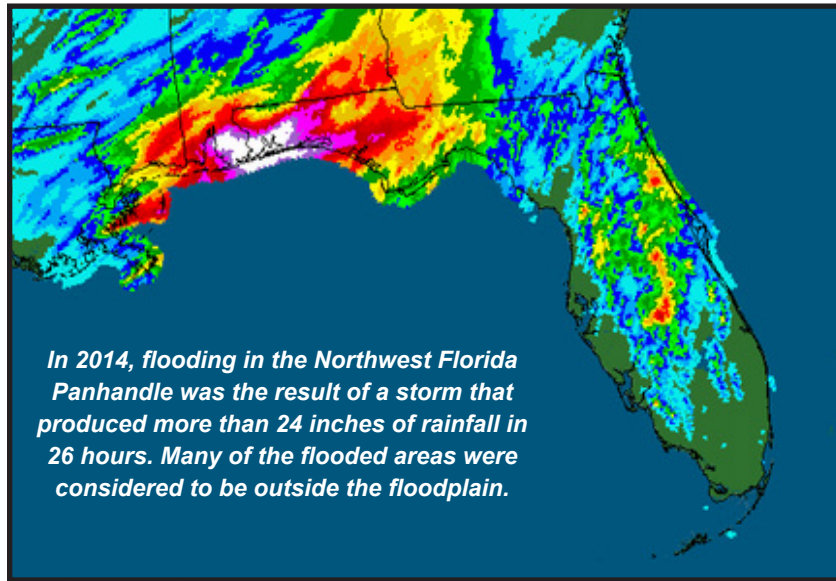 In 2014, flooding in the Northwest Florida
Panhandle was the result of a storm that
produced more than 24 inches of rainfall in
26 hours. Many of the flooded areas were
considered to be outside the floodplain.